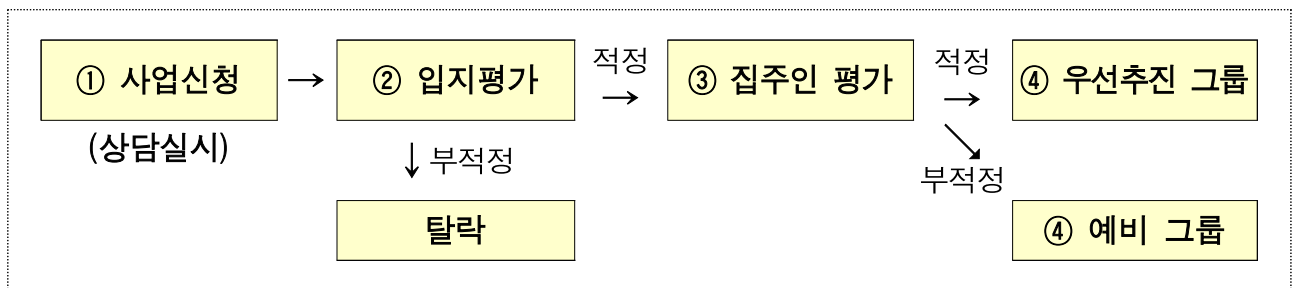 ① 사업신청 → ② 입지평가 적정 → ③ 집주인 평가 적정 → ④ 우선추진 그룹
(상담실시) ↓ 부적정 ↘ 부적정
탈락 ④ 예비 그룹